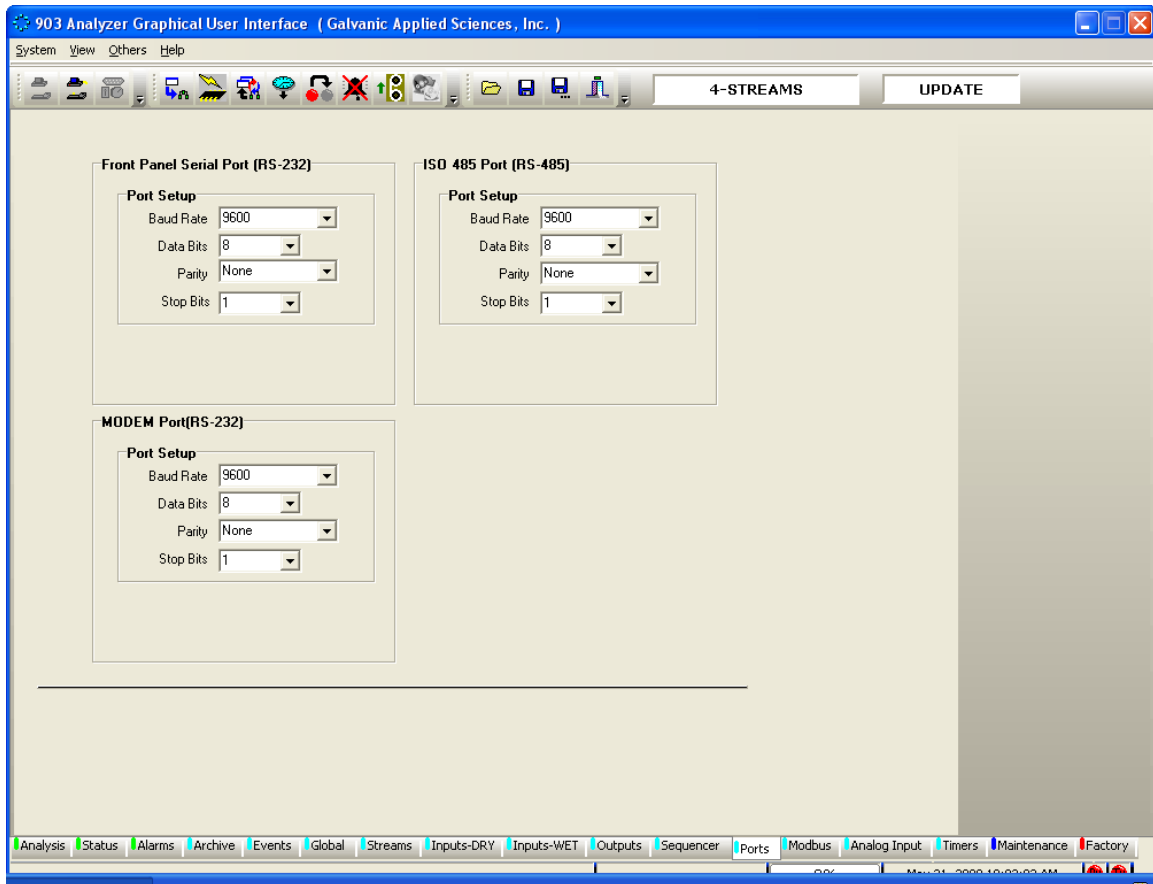 903 Analyzer Graphical User Interface ( Galvanic Applied Sciences, Inc. )
System View Others Help
4-STREAMS UPDATE
Front Panel Serial Port (RS-232)
Port Setup
Baud Rate 9600
Data Bits 8
Parity None
Stop Bits 1
ISO 485 Port (RS-485)
Port Setup
Baud Rate 9600
Data Bits 8
Parity None
Stop Bits 1
MODEM Port(RS-232)
Port Setup
Baud Rate 9600
Data Bits 8
Parity None
Stop Bits 1
Analysis Status Alarms Archive Events Global Streams Inputs-DRY Inputs-WET Outputs Sequencer Ports Modbus Analog Input Timers Maintenance Factory